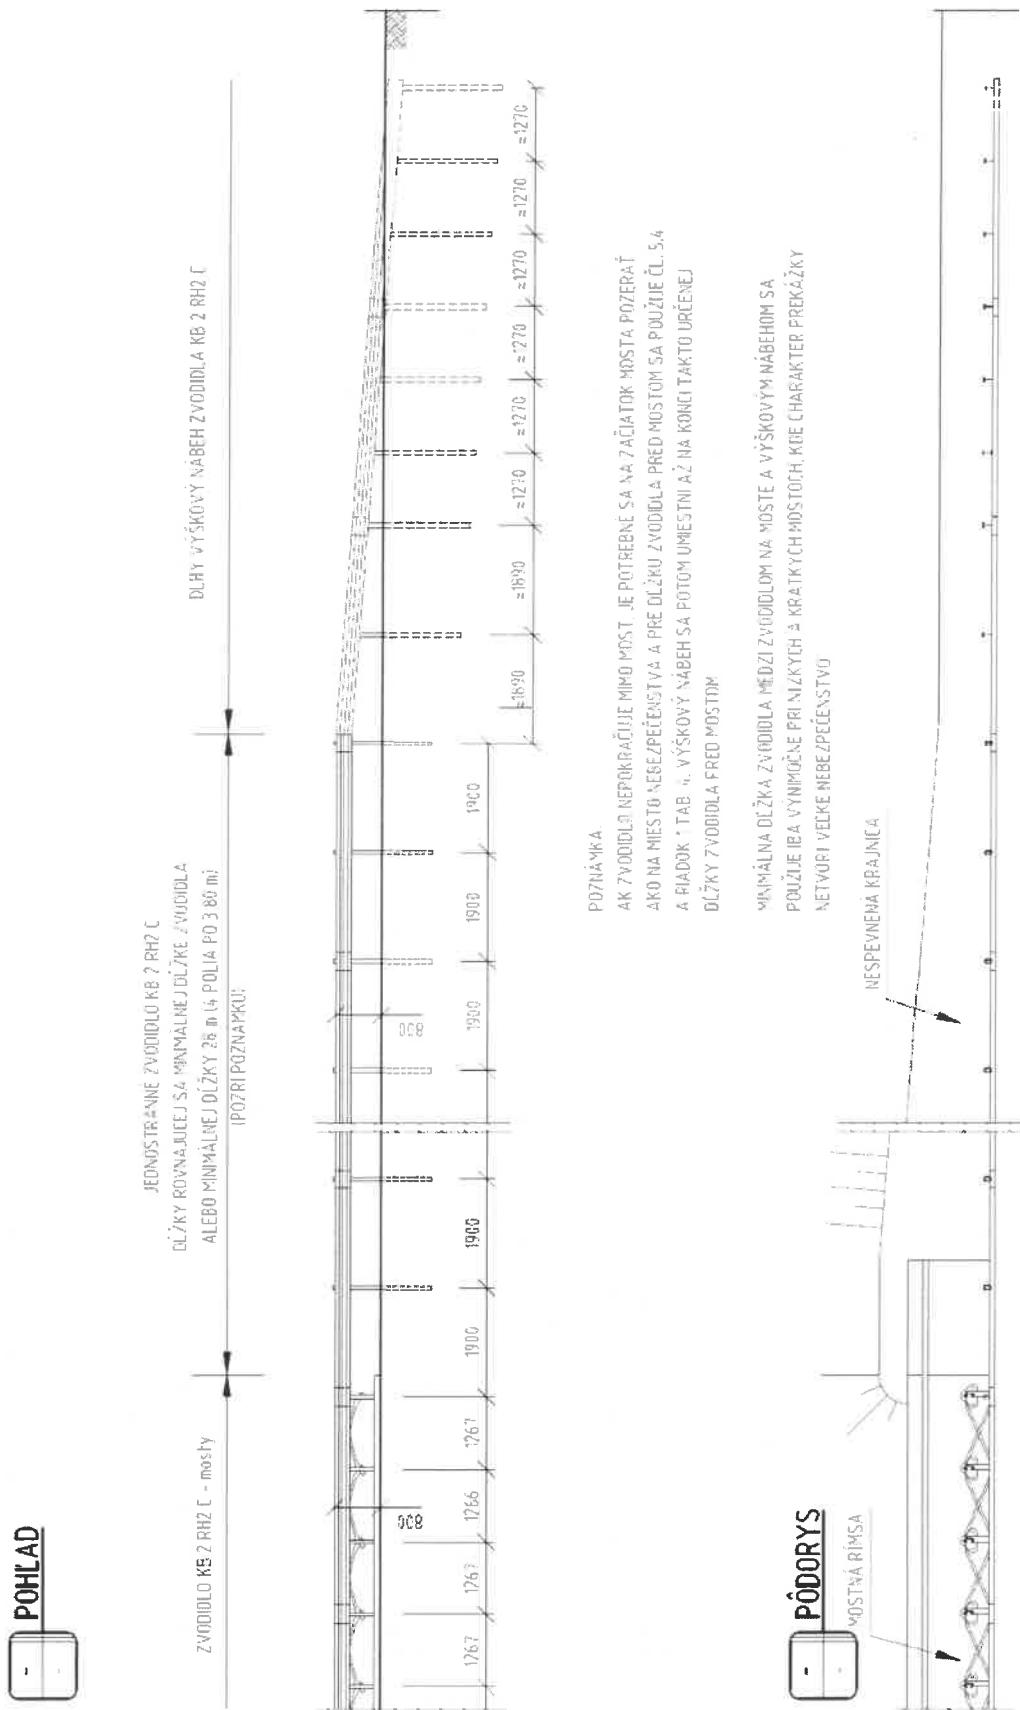 POHĽAD
ZVODIDLO KB 2 RH2 C - mosty
JEDNOSTRANNÉ ZVODIDLO KB 2 RH2 C
DĹŽKY ROVNAJÚCEJ SA MINIMÁLNEJ DĹŽKE ZVODIDLA
ALEBO MINIMÁLNEJ DĹŽKY 28 m (4 POLIA PO 3 80 m)
(POZRI POZNÁMKU)
DLHÝ VÝŠKOVÝ NÁBEH ZVODIDLA KB 2 RH2 C
800
800
1267
1267
1266
1267
1900
1900
1900
1900
1900
≈1890
≈1890
≈1270
≈1270
≈1270
≈1270
≈1270
≈1270
POZNÁMKA
AK ZVODIDLO NEPOKRAČUJE MIMO MOST, JE POTREBNÉ SA NA ZAČIATOK MOSTA POZERAŤ
AKO NA MIESTO NEBEZPEČENSTVA A PRE DĹŽKU ZVODIDLA PRED MOSTOM SA POUŽIJE ČL. 5.4
A RIADOK 1 TAB. 4. VÝŠKOVÝ NÁBEH SA POTOM UMIESTNI AŽ NA KONCI TAKTO URČENEJ
DĹŽKY ZVODIDLA PRED MOSTOM
MINIMÁLNA DĹŽKA ZVODIDLA MEDZI ZVODIDLOM NA MOSTE A VÝŠKOVÝM NÁBEHOM SA
POUŽIJE IBA VÝNIMOČNE PRI NÍZKYCH A KRÁTKYCH MOSTOCH, KDE CHARAKTER PREKÁŽKY
NETVORÍ VEĽKÉ NEBEZPEČENSTVO
PÔDORYS
MOSTNÁ RÍMSA
NESPEVNENÁ KRAJNICA